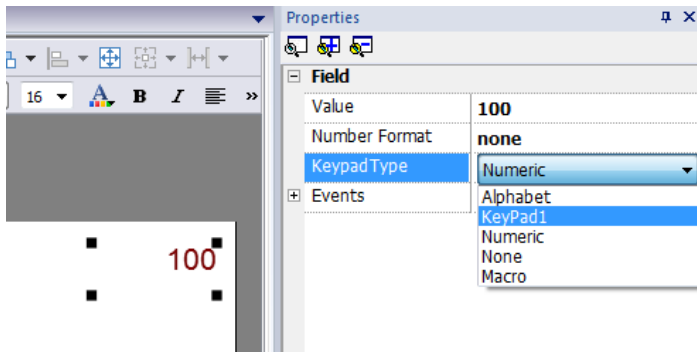 Properties
16 A B I »
Field
Value 100
Number Format none
KeypadType Numeric
Events Alphabet
KeyPad1
Numeric
None
Macro
100